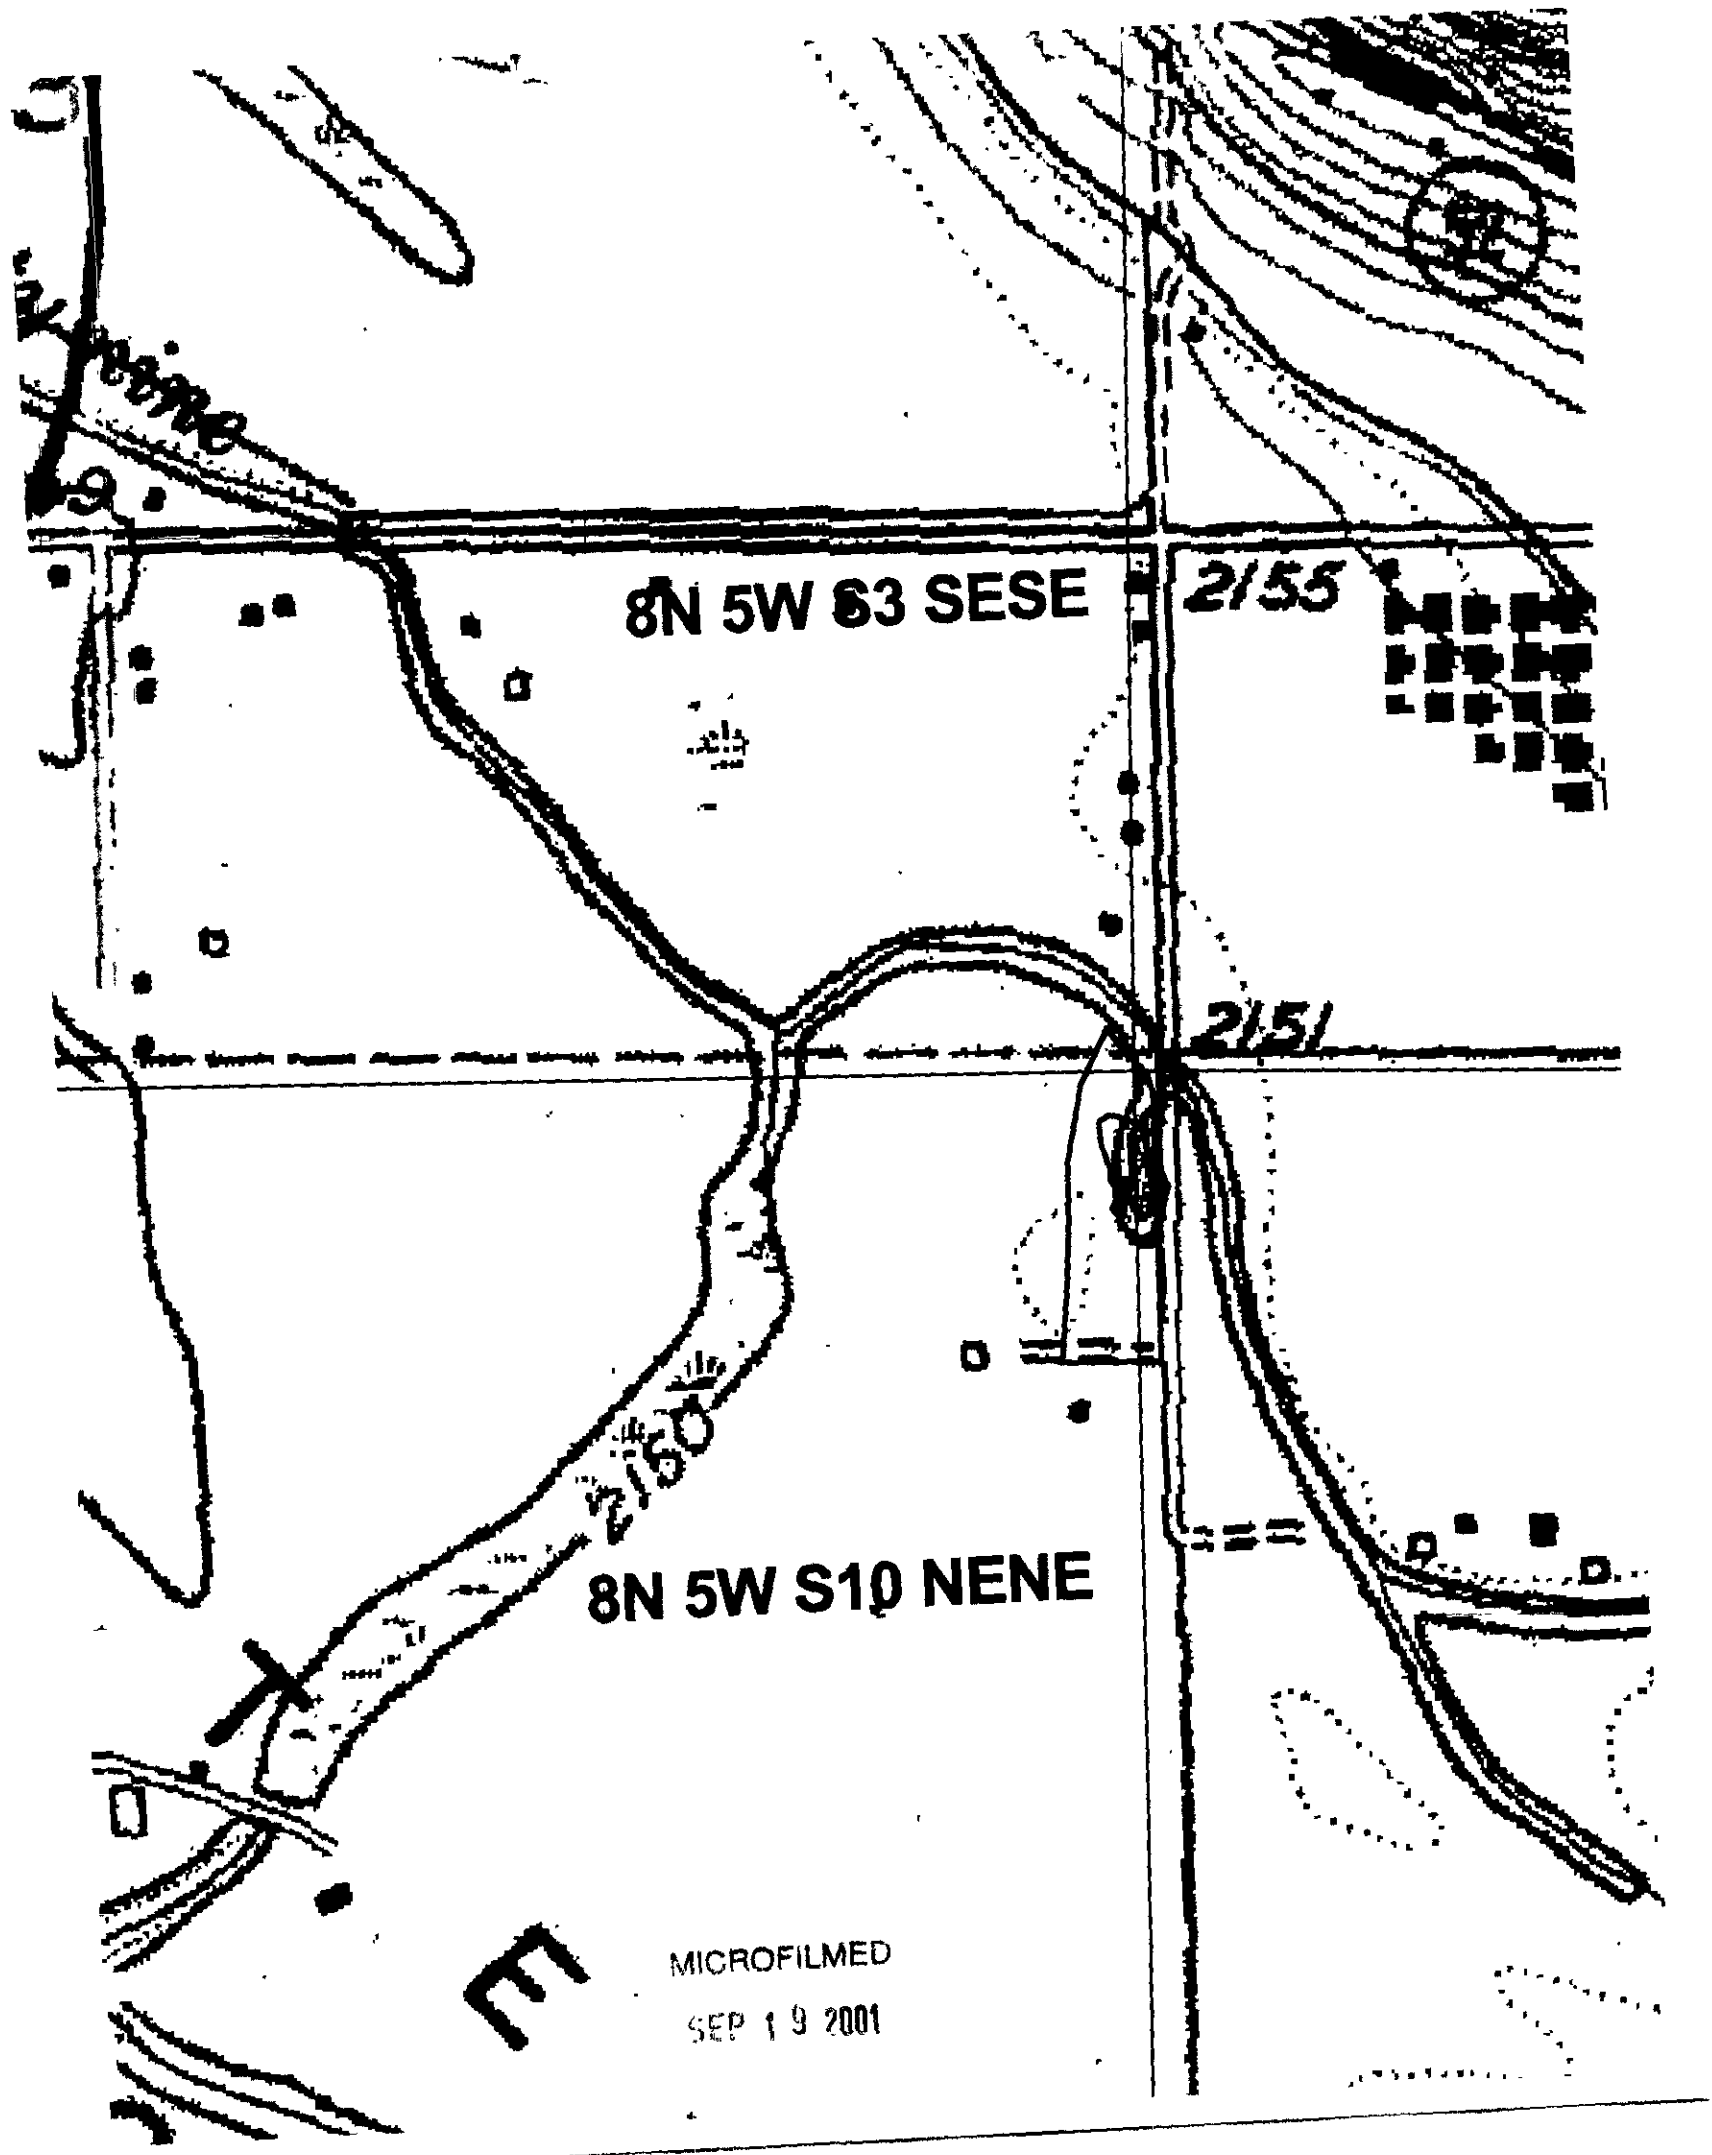 8N 5W S3 SESE
2155
2151
2150
8N 5W S10 NENE
T
E
MICROFILMED
SEP 19 2001